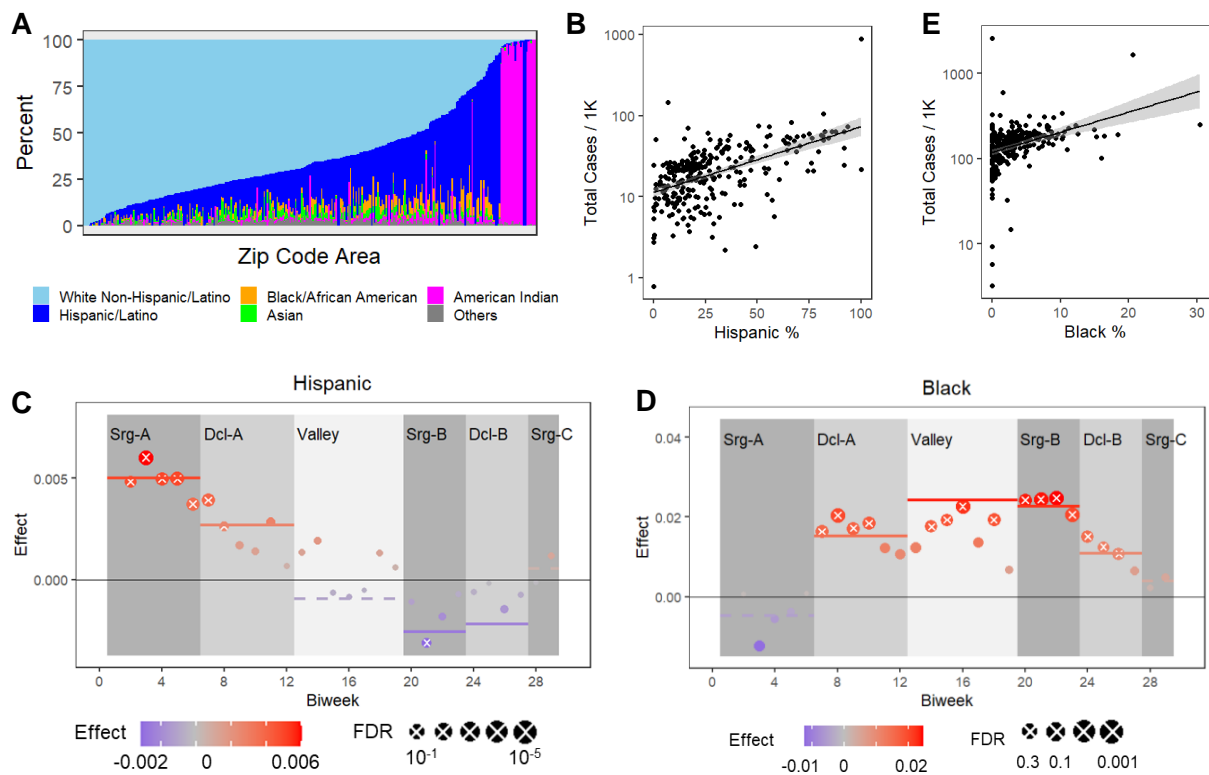 A
100
75
50
25
0
Percent
Zip Code Area
White Non-Hispanic/Latino
Black/African American
American Indian
Hispanic/Latino
Asian
Others
B
1000
100
10
1
Total Cases / 1K
0 25 50 75 100
Hispanic %
E
1000
100
10
Total Cases / 1K
0 10 20 30
Black %
C
Hispanic
Srg-A Dcl-A Valley Srg-B Dcl-B Srg-C
0.005
0.000
Effect
0 4 8 12 16 20 24 28
Biweek
Effect
-0.002 0 0.006
FDR
10-1 10-5
D
Black
Srg-A Dcl-A Valley Srg-B Dcl-B Srg-C
0.04
0.02
0.00
Effect
0 4 8 12 16 20 24 28
Biweek
Effect
-0.01 0 0.02
FDR
0.3 0.1 0.001